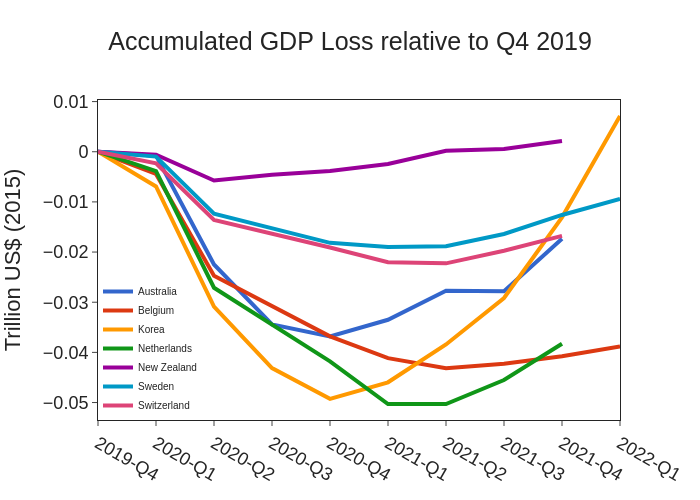 Accumulated GDP Loss relative to Q4 2019
Trillion US$ (2015)
0.01
0
−0.01
−0.02
−0.03
−0.04
−0.05
Australia
Belgium
Korea
Netherlands
New Zealand
Sweden
Switzerland
2019-Q4
2020-Q1
2020-Q2
2020-Q3
2020-Q4
2021-Q1
2021-Q2
2021-Q3
2021-Q4
2022-Q1